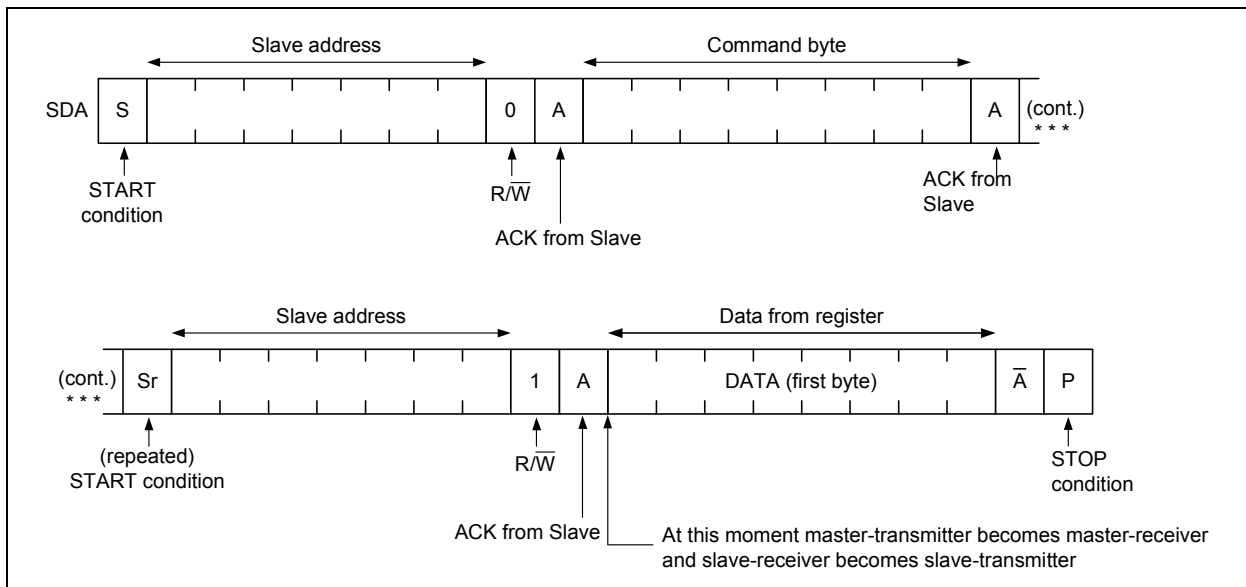 Slave address
Command byte
SDA S 0 A A (cont.)
* * *
START
condition
R/W̅
ACK from Slave
ACK from
Slave
Slave address
Data from register
(cont.) Sr 1 A DATA (first byte) A̅ P
* * *
(repeated)
START condition
R/W̅
STOP
condition
ACK from Slave
At this moment master-transmitter becomes master-receiver
and slave-receiver becomes slave-transmitter